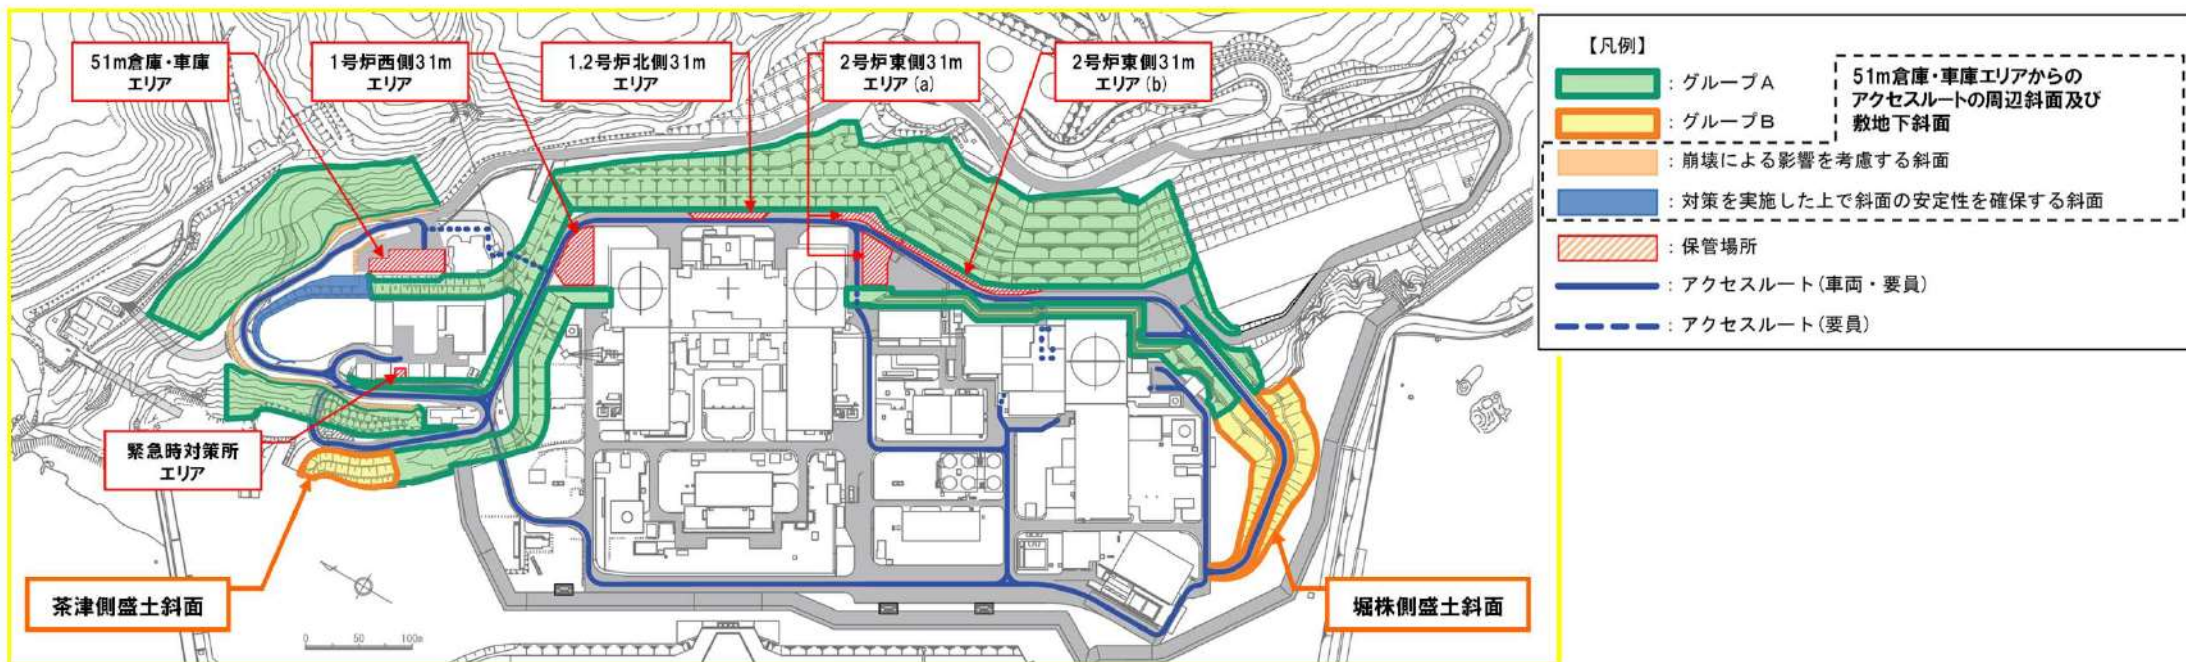 51m倉庫・車庫
エリア
1号炉西側31m
エリア
1,2号炉北側31m
エリア
2号炉東側31m
エリア(a)
2号炉東側31m
エリア(b)
緊急時対策所
エリア
茶津側盛土斜面
堀株側盛土斜面
0 50 100m
【凡例】
：グループA
：グループB
51m倉庫・車庫エリアからの
アクセスルートの周辺斜面及び
敷地下斜面
：崩壊による影響を考慮する斜面
：対策を実施した上で斜面の安定性を確保する斜面
：保管場所
：アクセスルート(車両・要員)
：アクセスルート(要員)